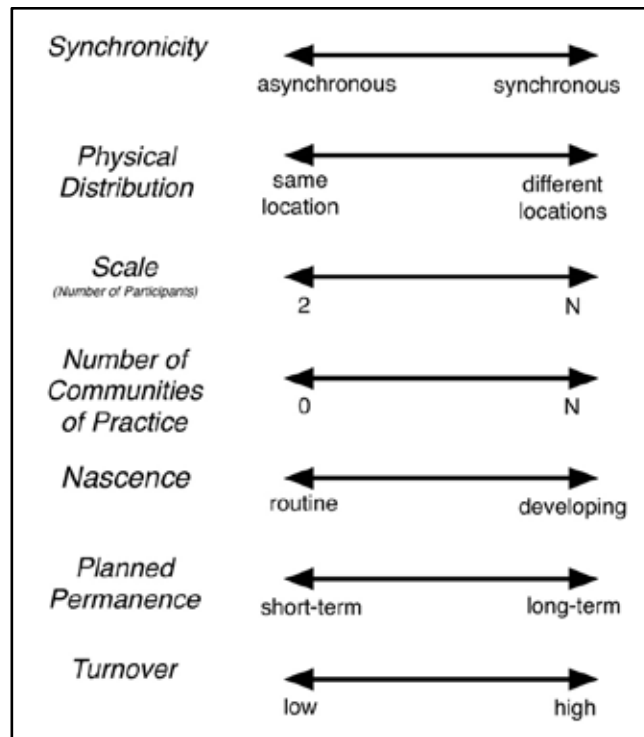 Synchronicity
asynchronous synchronous
Physical
Distribution
same
location
different
locations
Scale
(Number of Participants)
2 N
Number of
Communities
of Practice
0 N
Nascence
routine developing
Planned
Permanence
short-term long-term
Turnover
low high